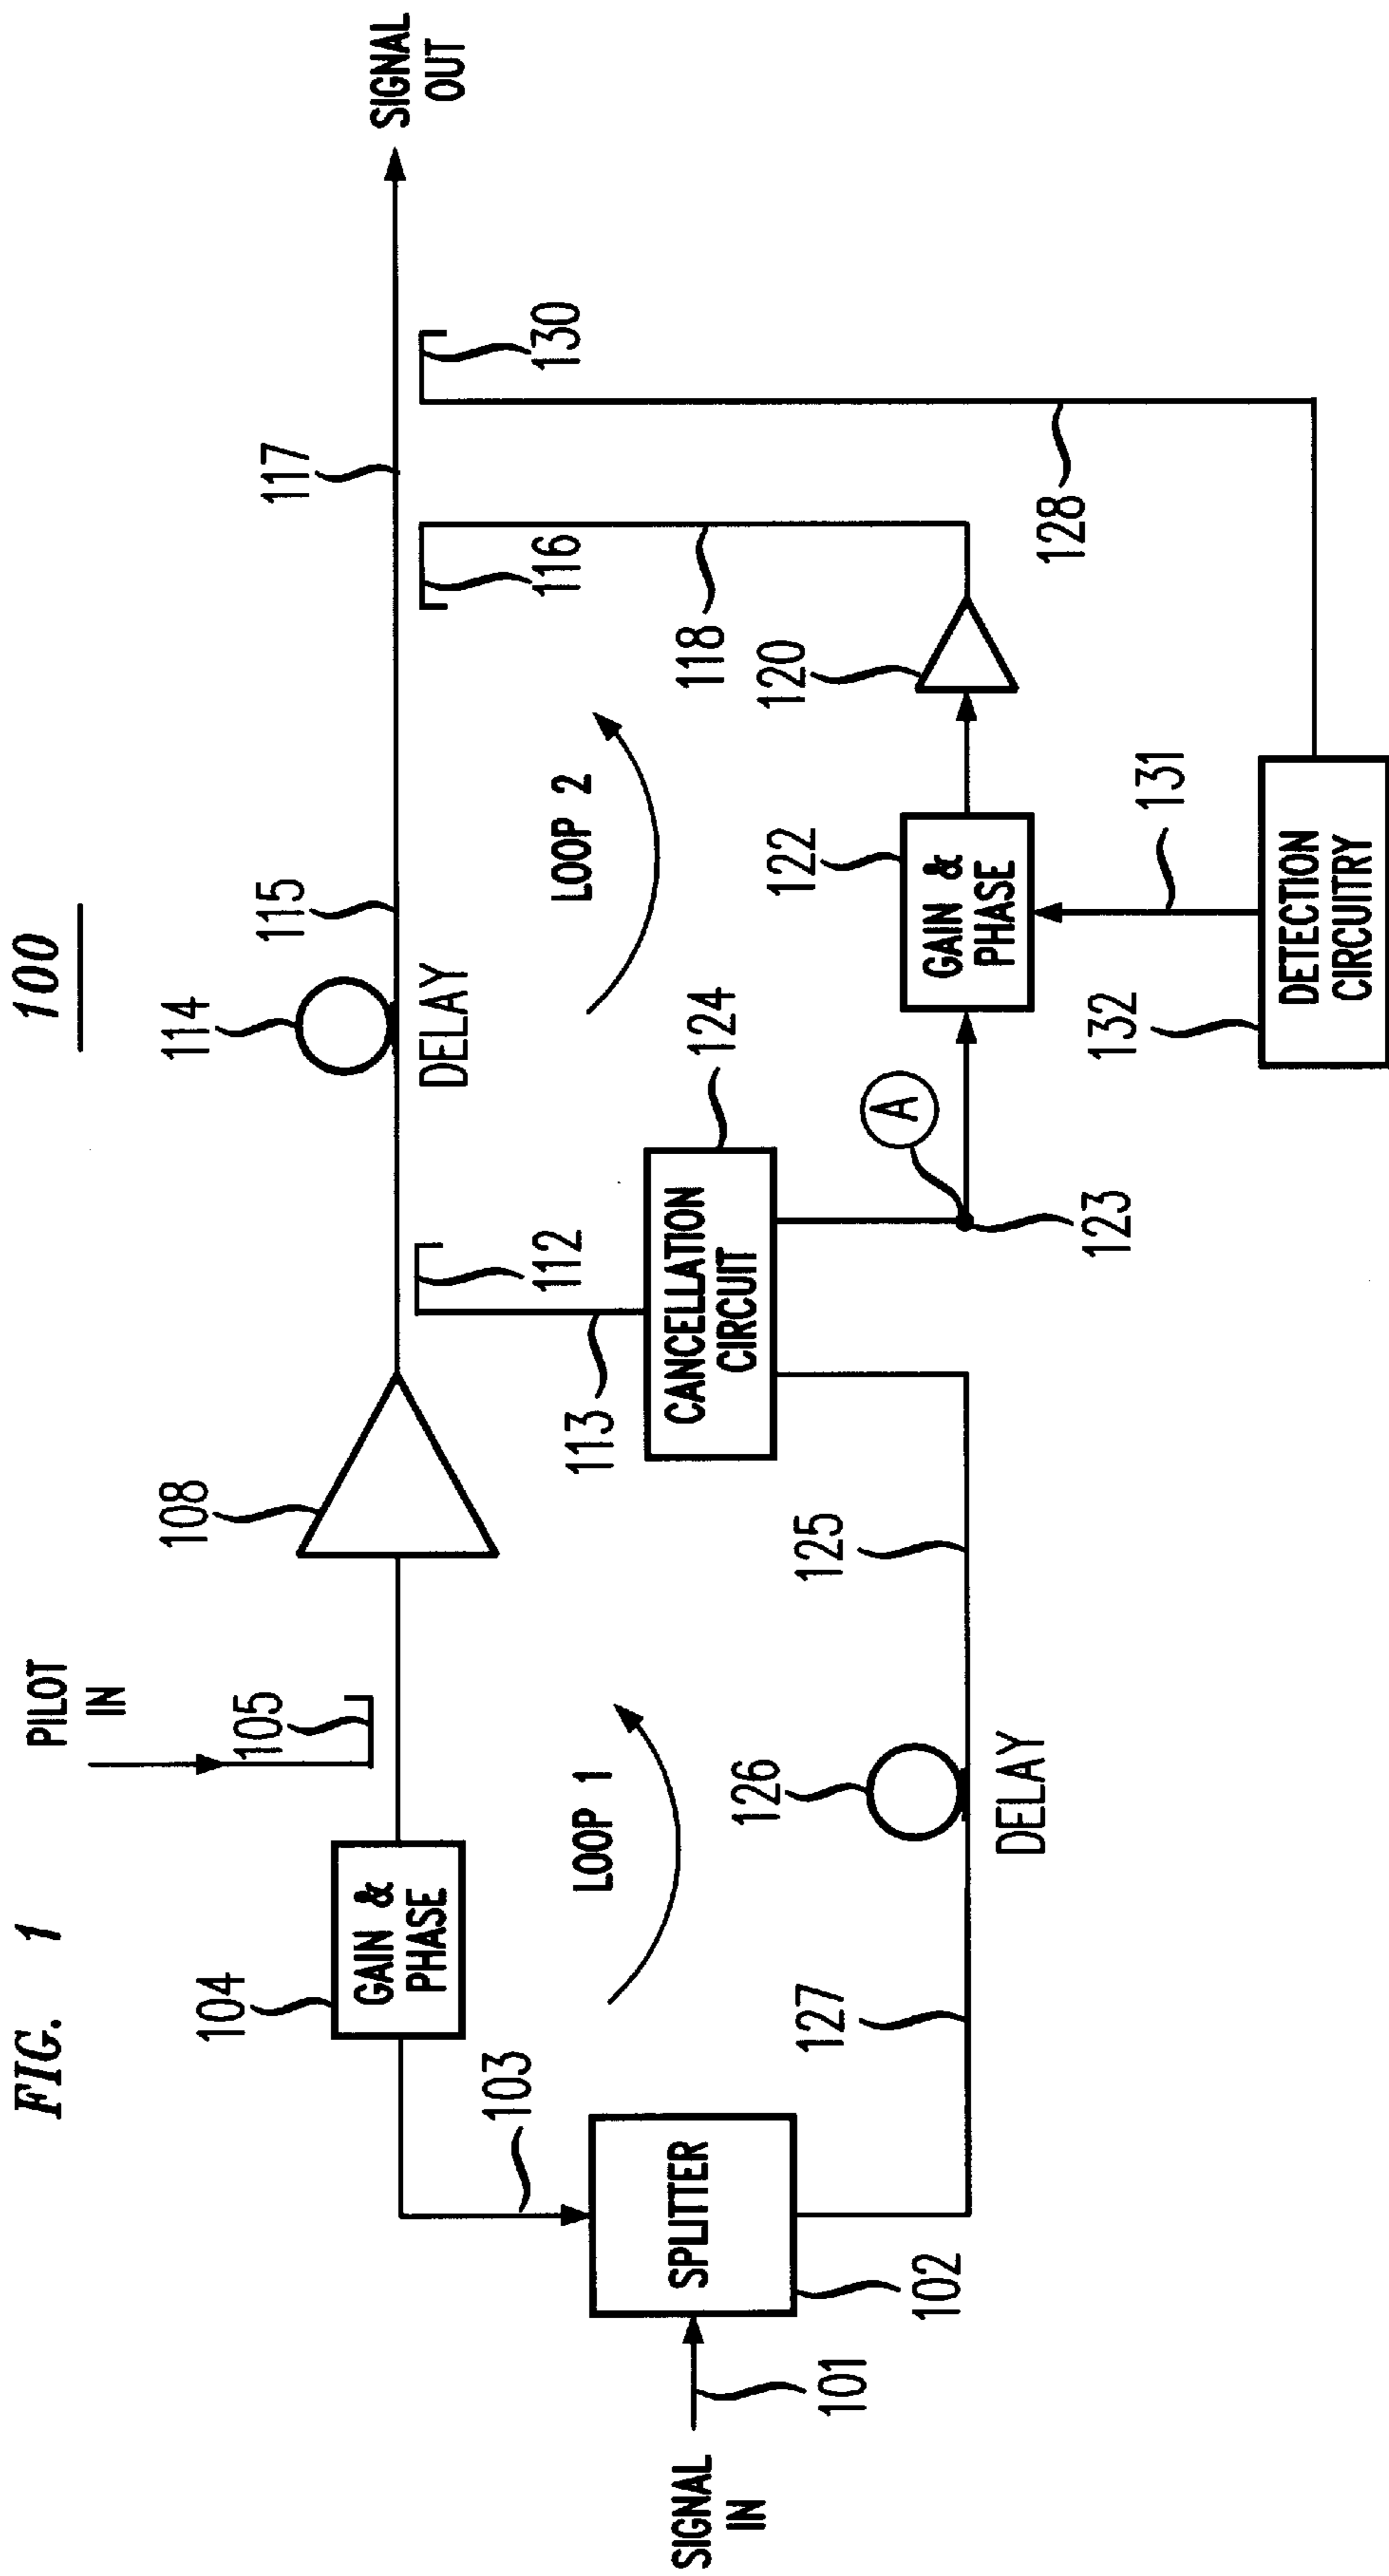 FIG. 1
100
PILOT
IN
SIGNAL
OUT
104
105
108
114
115
117
GAIN &
PHASE
DELAY
103
112
116
130
LOOP 1
LOOP 2
113
118
SIGNAL
IN
101
SPLITTER
102
CANCELLATION
CIRCUIT
124
126
125
127
DELAY
A
123
122
GAIN &
PHASE
120
128
131
132
DETECTION
CIRCUITRY